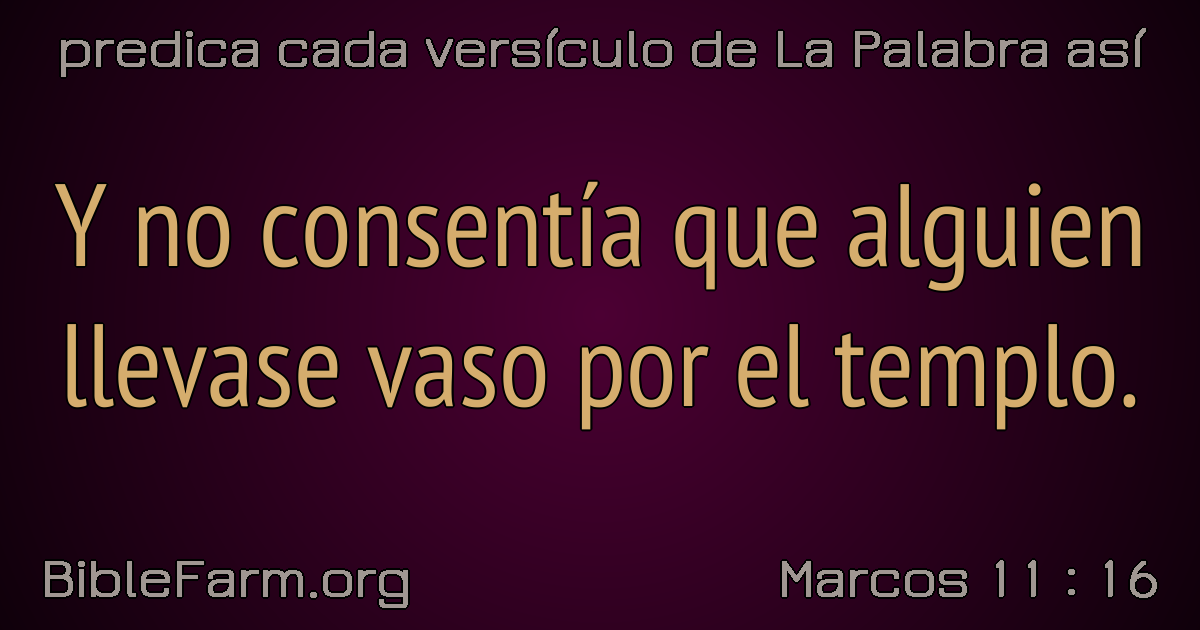 predica cada versículo de La Palabra así
Y no consentía que alguien
llevase vaso por el templo.
BibleFarm.org
Marcos 11 : 16